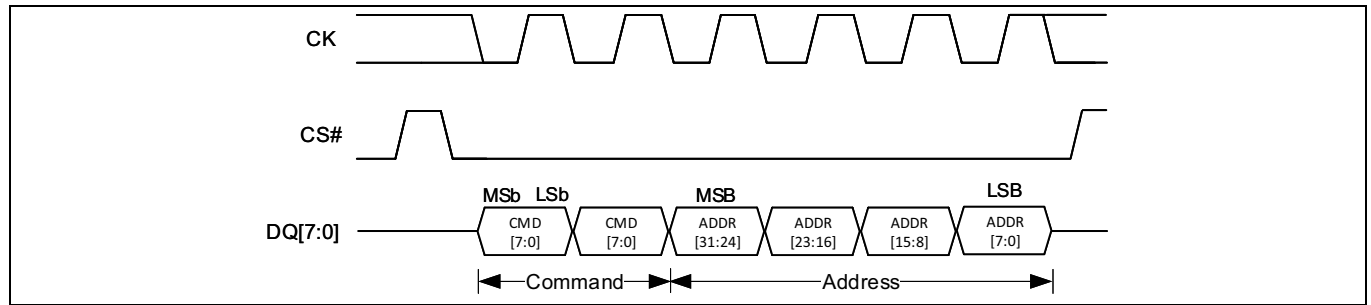 CK
CS#
MSb LSb MSB LSB
DQ[7:0] CMD CMD ADDR ADDR ADDR ADDR
[7:0] [7:0] [31:24] [23:16] [15:8] [7:0]
Command Address